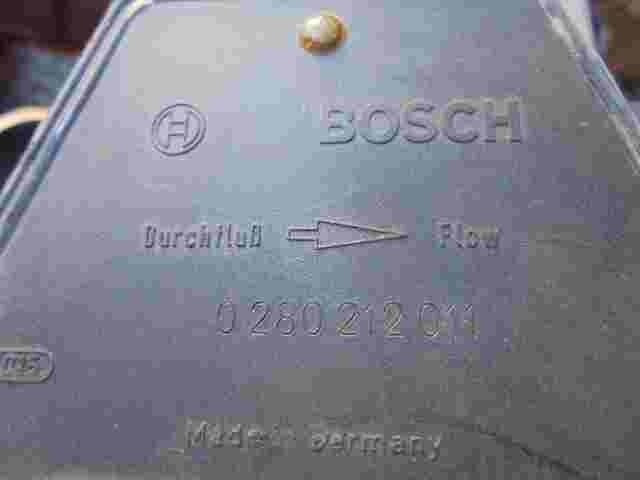 BOSCH
Durchfluß Flow
0 280 212 011
Made in Germany